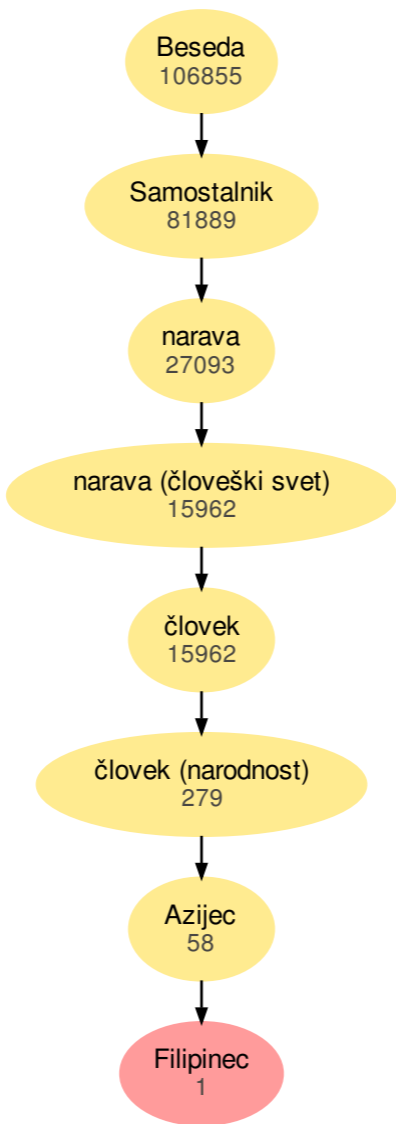 Beseda
106855
Samostalnik
81889
narava
27093
narava (človeški svet)
15962
človek
15962
človek (narodnost)
279
Azijec
58
Filipinec
1